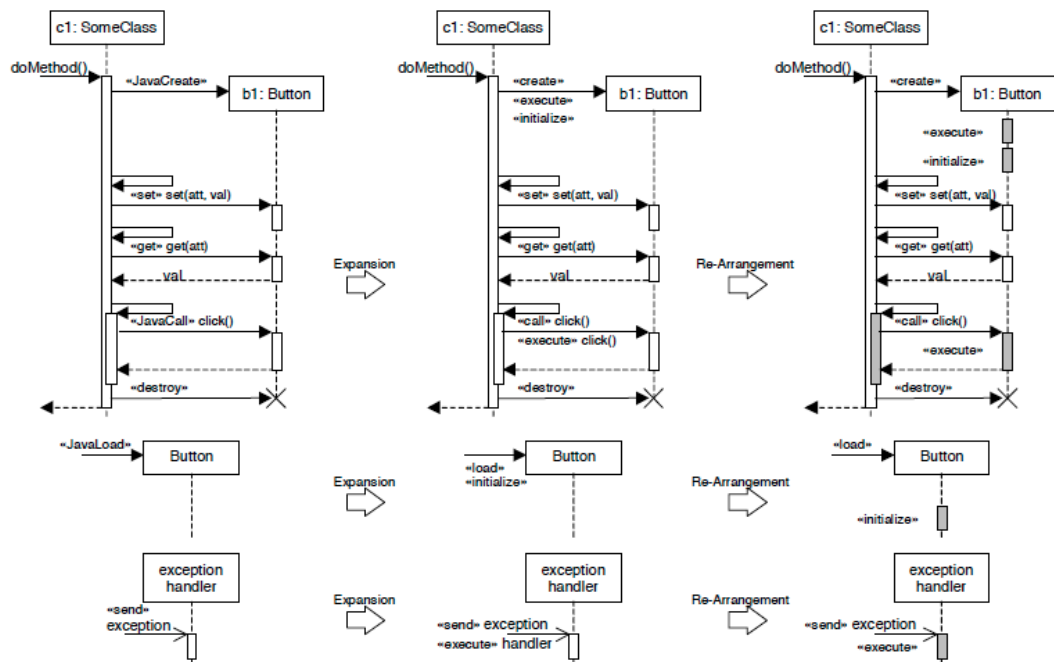 c1: SomeClass
doMethod()
«JavaCreate»
b1: Button
«set» set(att, val)
«get» get(att)
val
«JavaCall» click()
«destroy»
Expansion
c1: SomeClass
doMethod()
«create»
«execute»
«initialize»
b1: Button
«set» set(att, val)
«get» get(att)
val
«call» click()
«execute» click()
«destroy»
Re-Arrangement
c1: SomeClass
doMethod()
«create»
b1: Button
«execute»
«initialize»
«set» set(att, val)
«get» get(att)
val
«call» click()
«execute»
«destroy»
«JavaLoad»
Button
Expansion
«load»
«initialize»
Button
Re-Arrangement
«load»
Button
«initialize»
exception
handler
«send»
exception
Expansion
exception
handler
«send» exception
«execute» handler
Re-Arrangement
exception
handler
«send» exception
«execute»